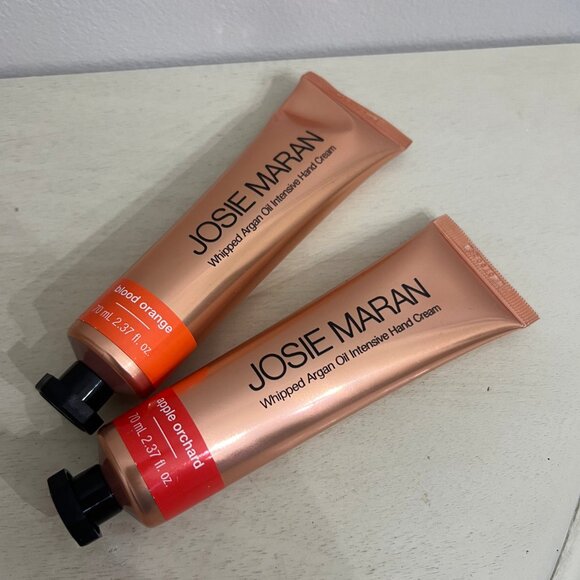 JOSIE MARAN
Whipped Argan Oil Intensive Hand Cream
blood orange
70 mL 2.37 fl. oz.
JOSIE MARAN
Whipped Argan Oil Intensive Hand Cream
apple orchard
70 mL 2.37 fl. oz.